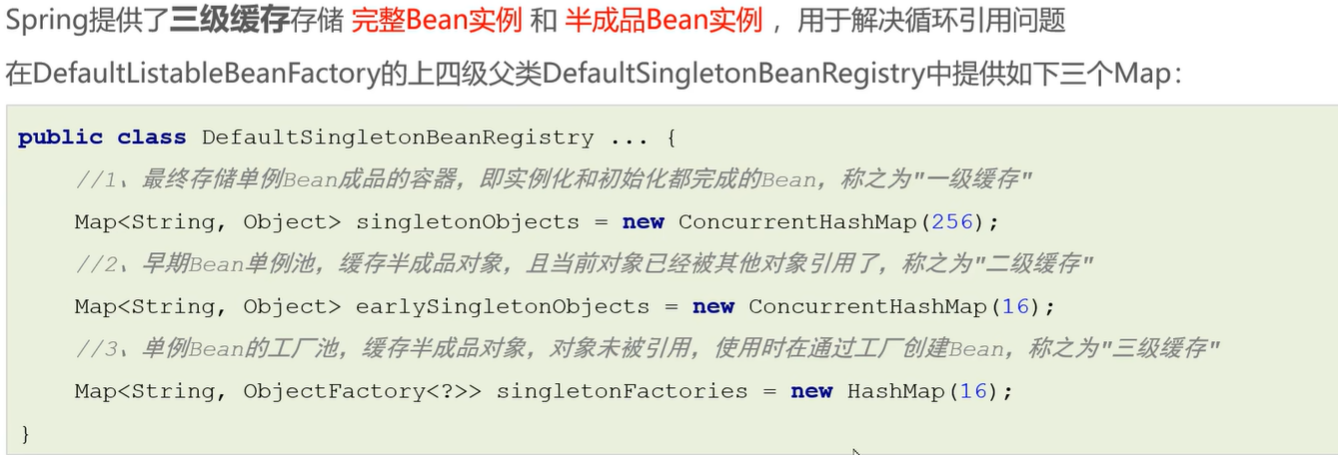 Spring提供了三级缓存存储 完整Bean实例 和 半成品Bean实例 ，用于解决循环引用问题
在DefaultListableBeanFactory的上四级父类DefaultSingletonBeanRegistry中提供如下三个Map：
public class DefaultSingletonBeanRegistry ... {
//1、最终存储单例Bean成品的容器，即实例化和初始化都完成的Bean，称之为"一级缓存"
Map<String, Object> singletonObjects = new ConcurrentHashMap(256);
//2、早期Bean单例池，缓存半成品对象，且当前对象已经被其他对象引用了，称之为"二级缓存"
Map<String, Object> earlySingletonObjects = new ConcurrentHashMap(16);
//3、单例Bean的工厂池，缓存半成品对象，对象未被引用，使用时在通过工厂创建Bean，称之为"三级缓存"
Map<String, ObjectFactory<?>> singletonFactories = new HashMap(16);
}